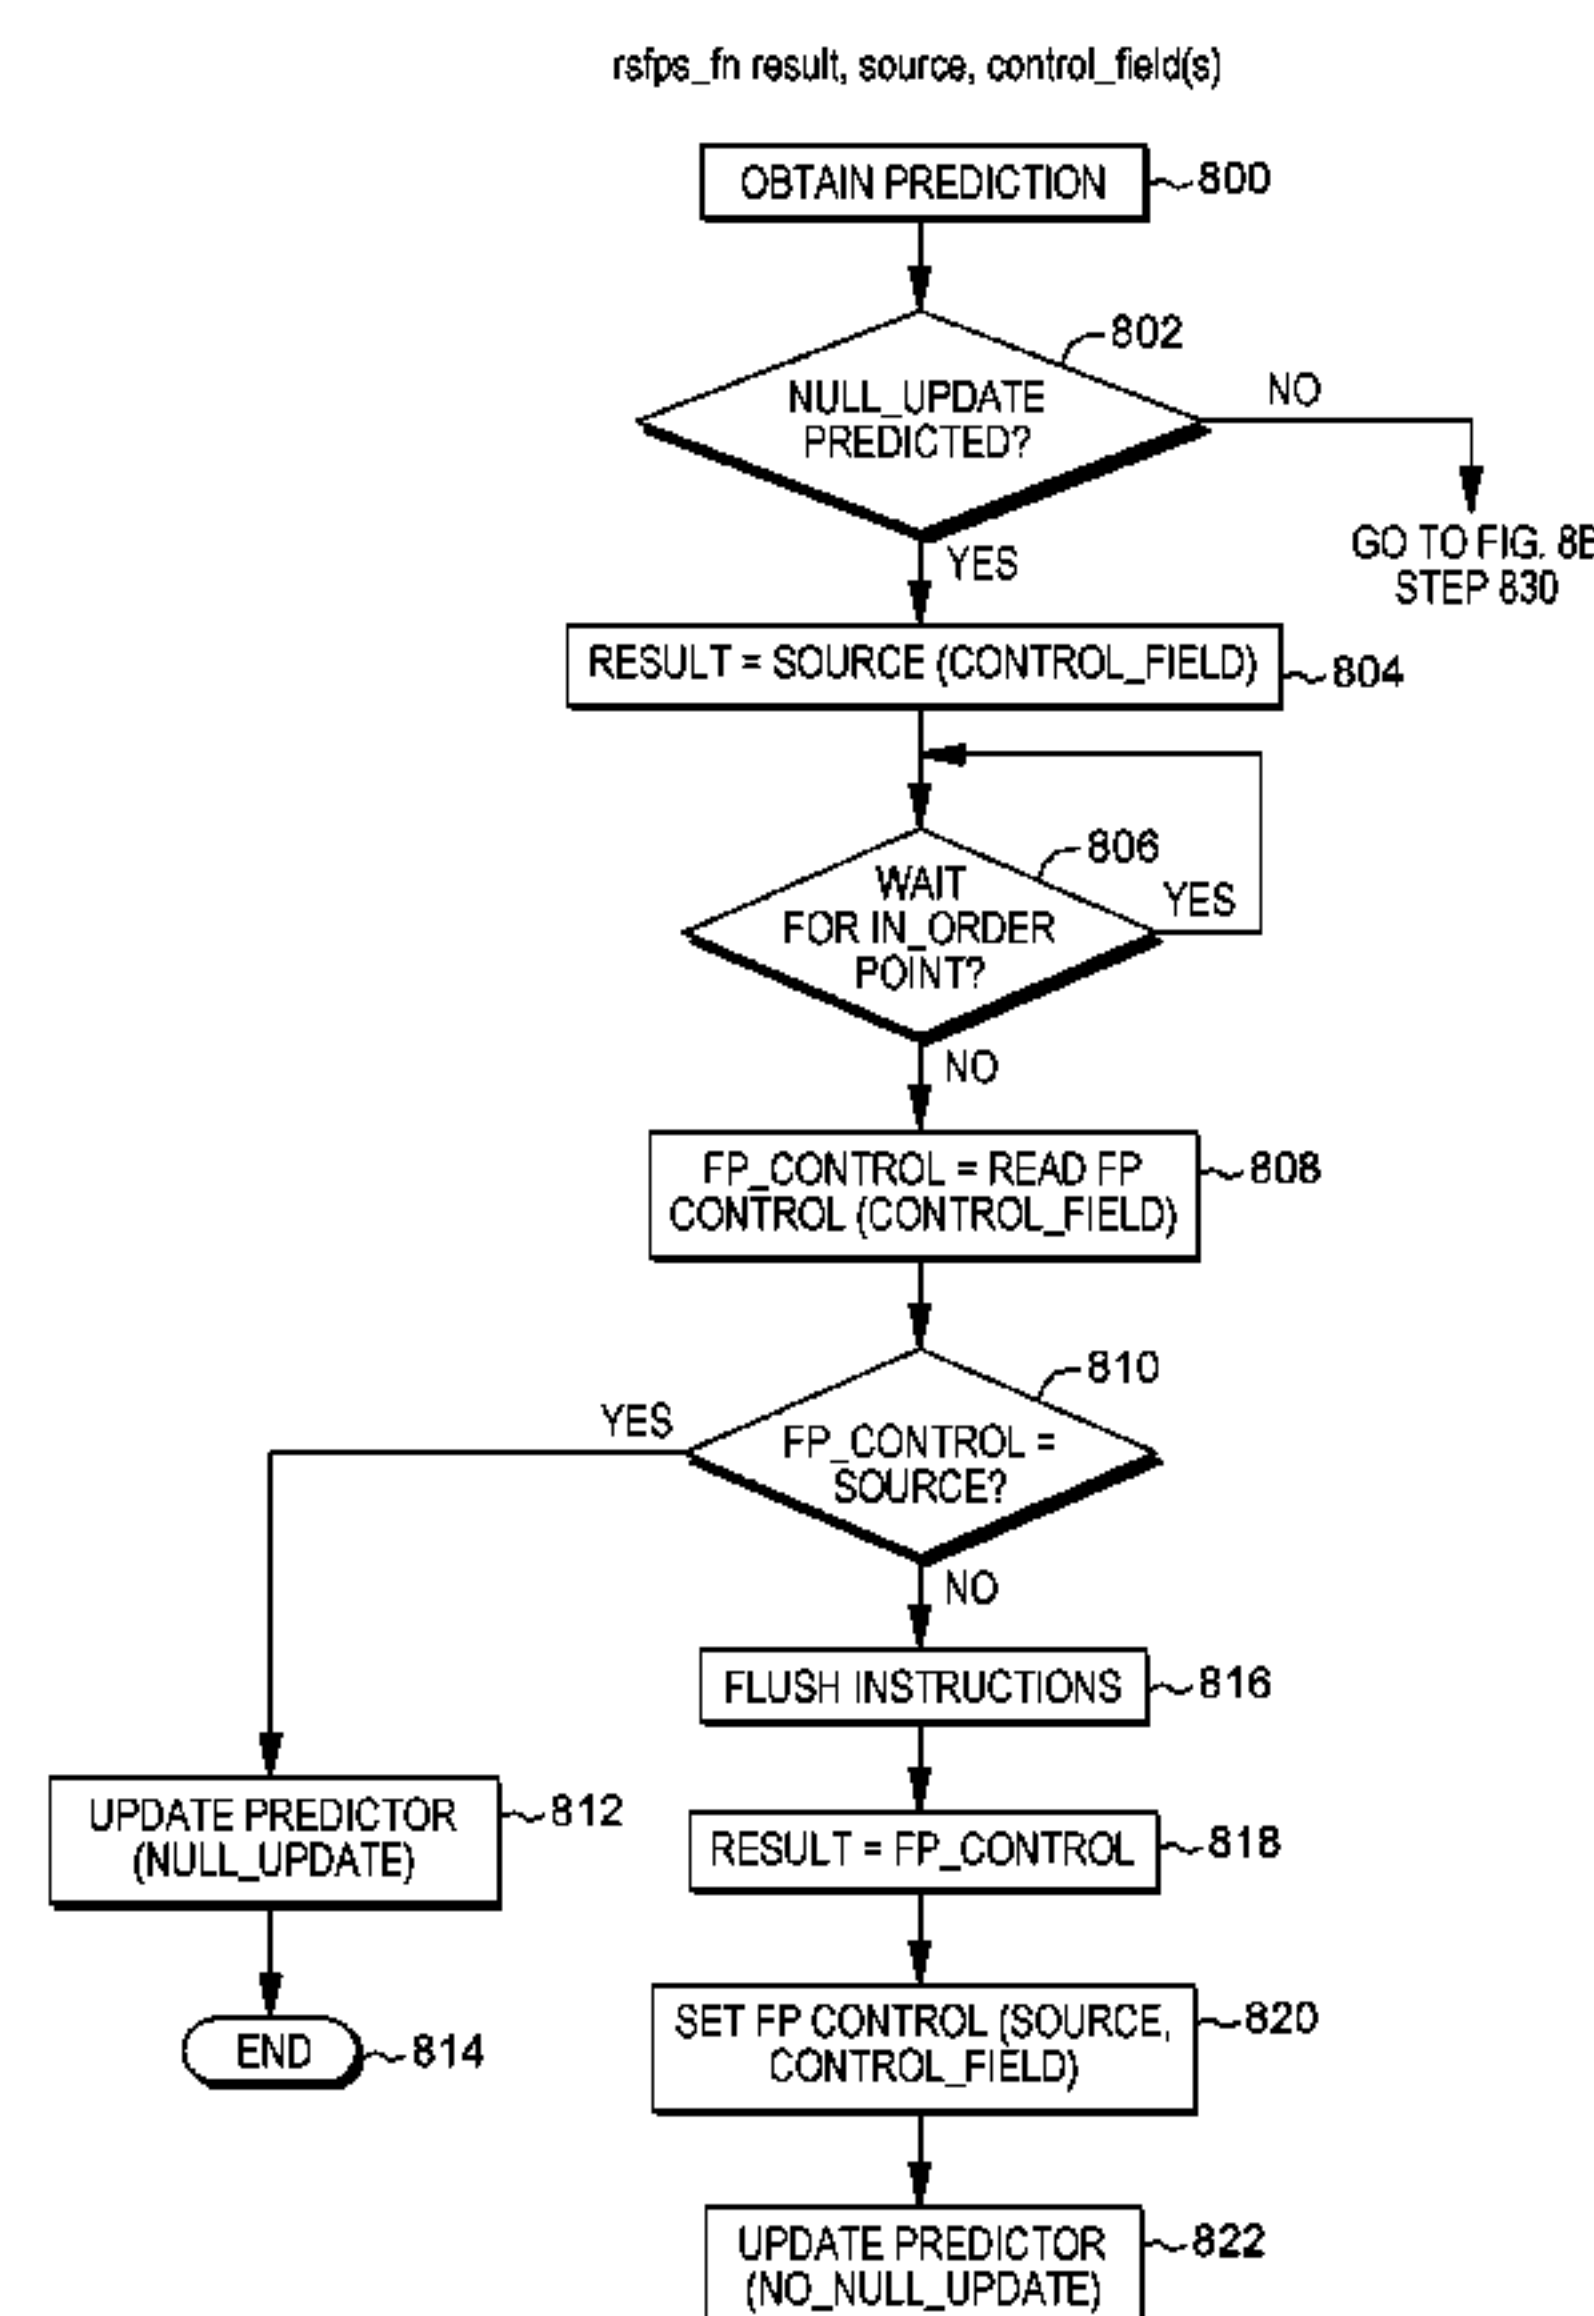 rsfps_fn result, source, control_field(s)
OBTAIN PREDICTION
800
802
NULL_UPDATE
PREDICTED?
NO
GO TO FIG. 8B
STEP 830
YES
RESULT = SOURCE (CONTROL_FIELD)
804
806
WAIT
FOR IN_ORDER
POINT?
YES
NO
FP_CONTROL = READ FP
CONTROL (CONTROL_FIELD)
808
810
YES
FP_CONTROL =
SOURCE?
NO
FLUSH INSTRUCTIONS
816
UPDATE PREDICTOR
(NULL_UPDATE)
812
RESULT = FP_CONTROL
818
END
814
SET FP CONTROL (SOURCE,
CONTROL_FIELD)
820
UPDATE PREDICTOR
(NO_NULL_UPDATE)
822